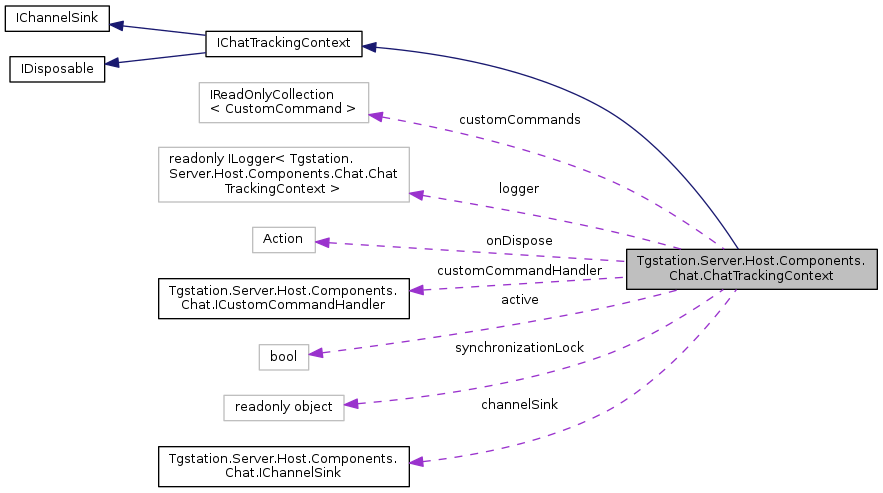 IChannelSink
IChatTrackingContext
IDisposable
IReadOnlyCollection
< CustomCommand >
customCommands
readonly ILogger< Tgstation.
Server.Host.Components.Chat.Chat
TrackingContext >
logger
Action
onDispose
Tgstation.Server.Host.Components.
Chat.ChatTrackingContext
customCommandHandler
Tgstation.Server.Host.Components.
Chat.ICustomCommandHandler
active
bool
synchronizationLock
readonly object
channelSink
Tgstation.Server.Host.Components.
Chat.IChannelSink